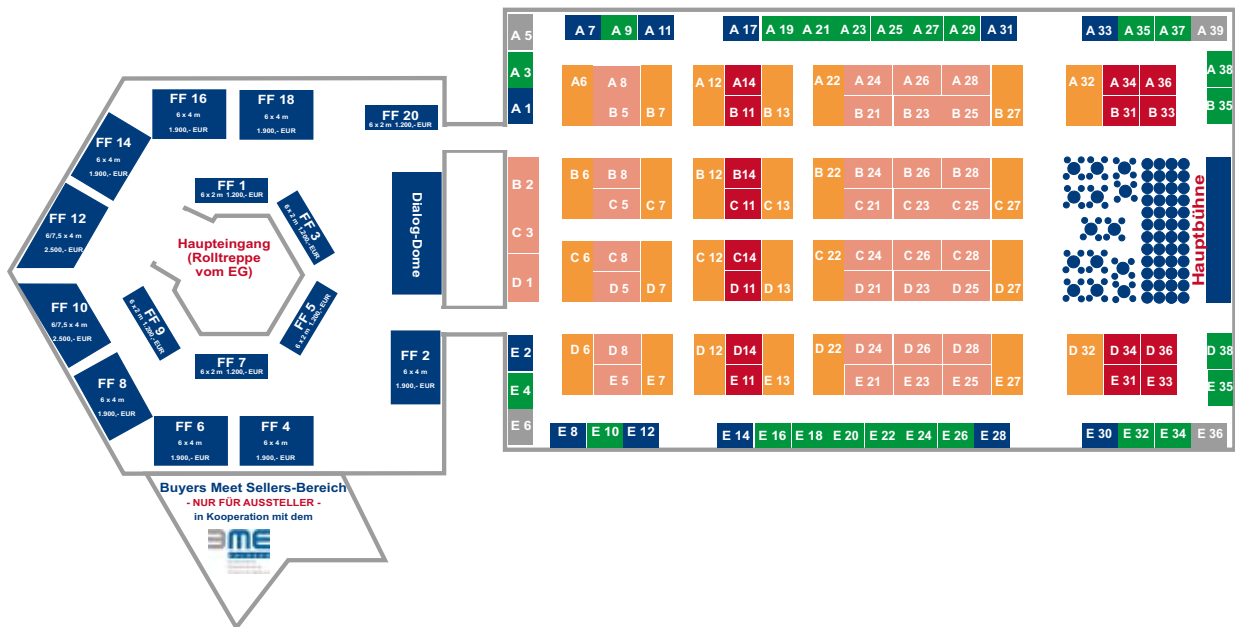 A 5
A 3
A 1
A 7
A 9
A 11
A 17
A 19
A 21
A 23
A 25
A 27
A 29
A 31
A 33
A 35
A 37
A 39
A 38
B 35
A6
A 8
B 5
B 7
A 12
A14
B 11
B 13
A 22
A 24
A 26
A 28
B 21
B 23
B 25
B 27
A 32
A 34
A 36
B 31
B 33
FF 16
6 x 4 m
1.900,- EUR
FF 18
6 x 4 m
1.900,- EUR
FF 20
6 x 2 m 1.200,-EUR
FF 14
6 x 4 m
1.900,- EUR
FF 12
6/7,5 x 4 m
2.500,- EUR
FF 1
6 x 2 m 1.200,- EUR
FF 3
6 x 2 m 1.200,-EUR
Haupteingang
(Rolltreppe
vom EG)
Dialog-Dome
FF 10
6/7,5 x 4 m
2.500,- EUR
FF 9
6 x 2 m 1.200,-EUR
FF 5
6 x 2 m 1.200,-EUR
FF 7
6 x 2 m 1.200,- EUR
FF 2
6 x 4 m
1.900,- EUR
FF 8
6 x 4 m
1.900,- EUR
FF 6
6 x 4 m
1.900,- EUR
FF 4
6 x 4 m
1.900,- EUR
B 2
C 3
D 1
B 6
B 8
C 5
C 7
B 12
B14
C 11
C 13
B 22
B 24
B 26
B 28
C 21
C 23
C 25
C 27
Hauptbühne
C 6
C 8
D 5
D 7
C 12
C14
D 11
D 13
C 22
C 24
C 26
C 28
D 21
D 23
D 25
D 27
E 2
E 4
E 6
D 6
D 8
E 5
E 7
D 12
D14
E 11
E 13
D 22
D 24
D 26
D 28
E 21
E 23
E 25
E 27
D 32
D 34
D 36
E 31
E 33
D 38
E 35
E 8
E 10
E 12
E 14
E 16
E 18
E 20
E 22
E 24
E 26
E 28
E 30
E 32
E 34
E 36
Buyers Meet Sellers-Bereich
- NUR FÜR AUSSTELLER -
in Kooperation mit dem
BME